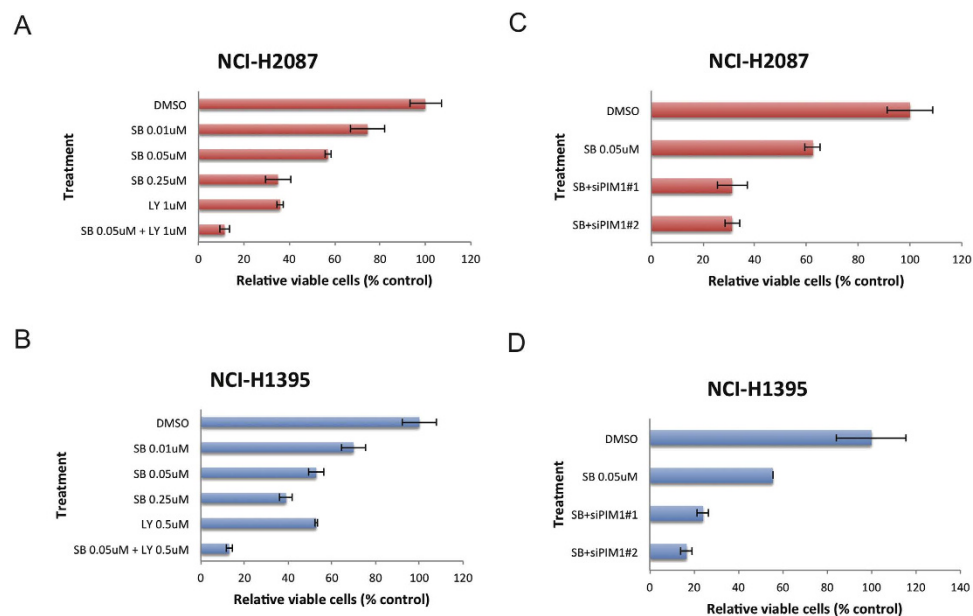 A
NCI-H2087
Treatment
DMSO
SB 0.01uM
SB 0.05uM
SB 0.25uM
LY 1uM
SB 0.05uM + LY 1uM
0 20 40 60 80 100 120
Relative viable cells (% control)
C
NCI-H2087
Treatment
DMSO
SB 0.05uM
SB+siPIM1#1
SB+siPIM1#2
0 20 40 60 80 100 120
Relative viable cells (% control)
B
NCI-H1395
Treatment
DMSO
SB 0.01uM
SB 0.05uM
SB 0.25uM
LY 0.5uM
SB 0.05uM + LY 0.5uM
0 20 40 60 80 100 120
Relative viable cells (% control)
D
NCI-H1395
Treatment
DMSO
SB 0.05uM
SB+siPIM1#1
SB+siPIM1#2
0 20 40 60 80 100 120 140
Relative viable cells (% control)